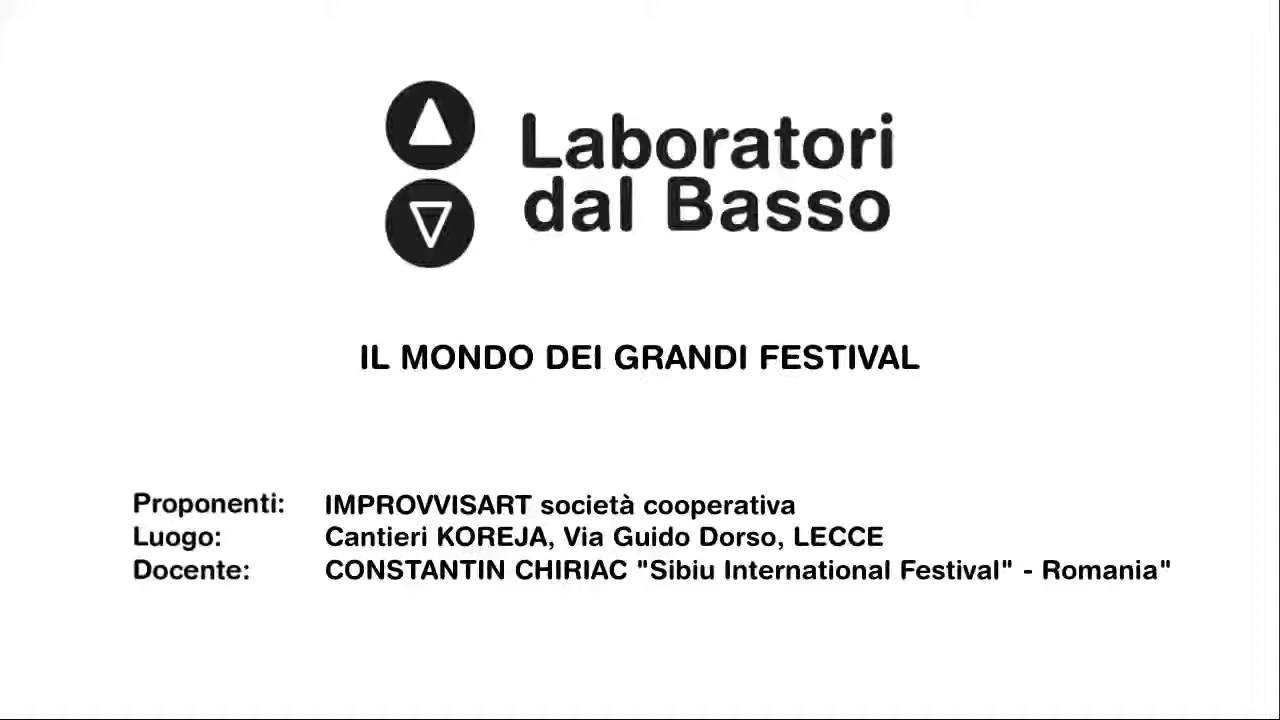 Laboratori
dal Basso
IL MONDO DEI GRANDI FESTIVAL
Proponenti: IMPROVVISART società cooperativa
Luogo: Cantieri KOREJA, Via Guido Dorso, LECCE
Docente: CONSTANTIN CHIRIAC "Sibiu International Festival" - Romania"